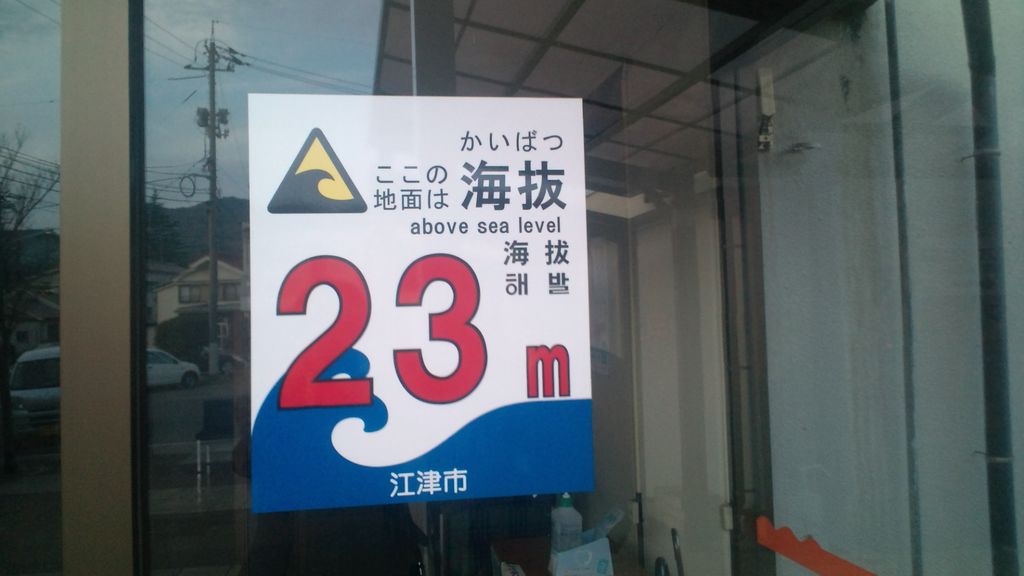 かいばつ
ここの
地面は 海抜
above sea level
海 抜
해 발
23 m
江津市